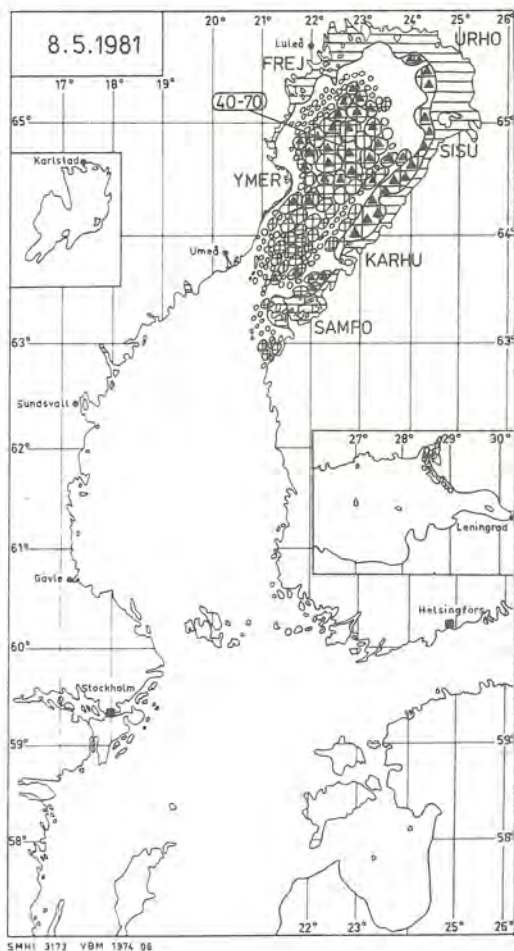 20° 21° 22° 23° 24° 25° 26°
8.5.1981
Luleå
URHO
FREJ
17° 18° 19°
40-70
65°
65°
Karlstad
SISU
YMER
64°
64°
Umeå
KARHU
SAMPO
63°
63°
Sundsvall
62°
27° 28° 29° 30°
61°
Leningrad
Gävle
Helsingfors
60°
Stockholm
59°
59°
58°
58°
22° 23° 24° 25° 26°
SMHI 3173 VBM 1974 06